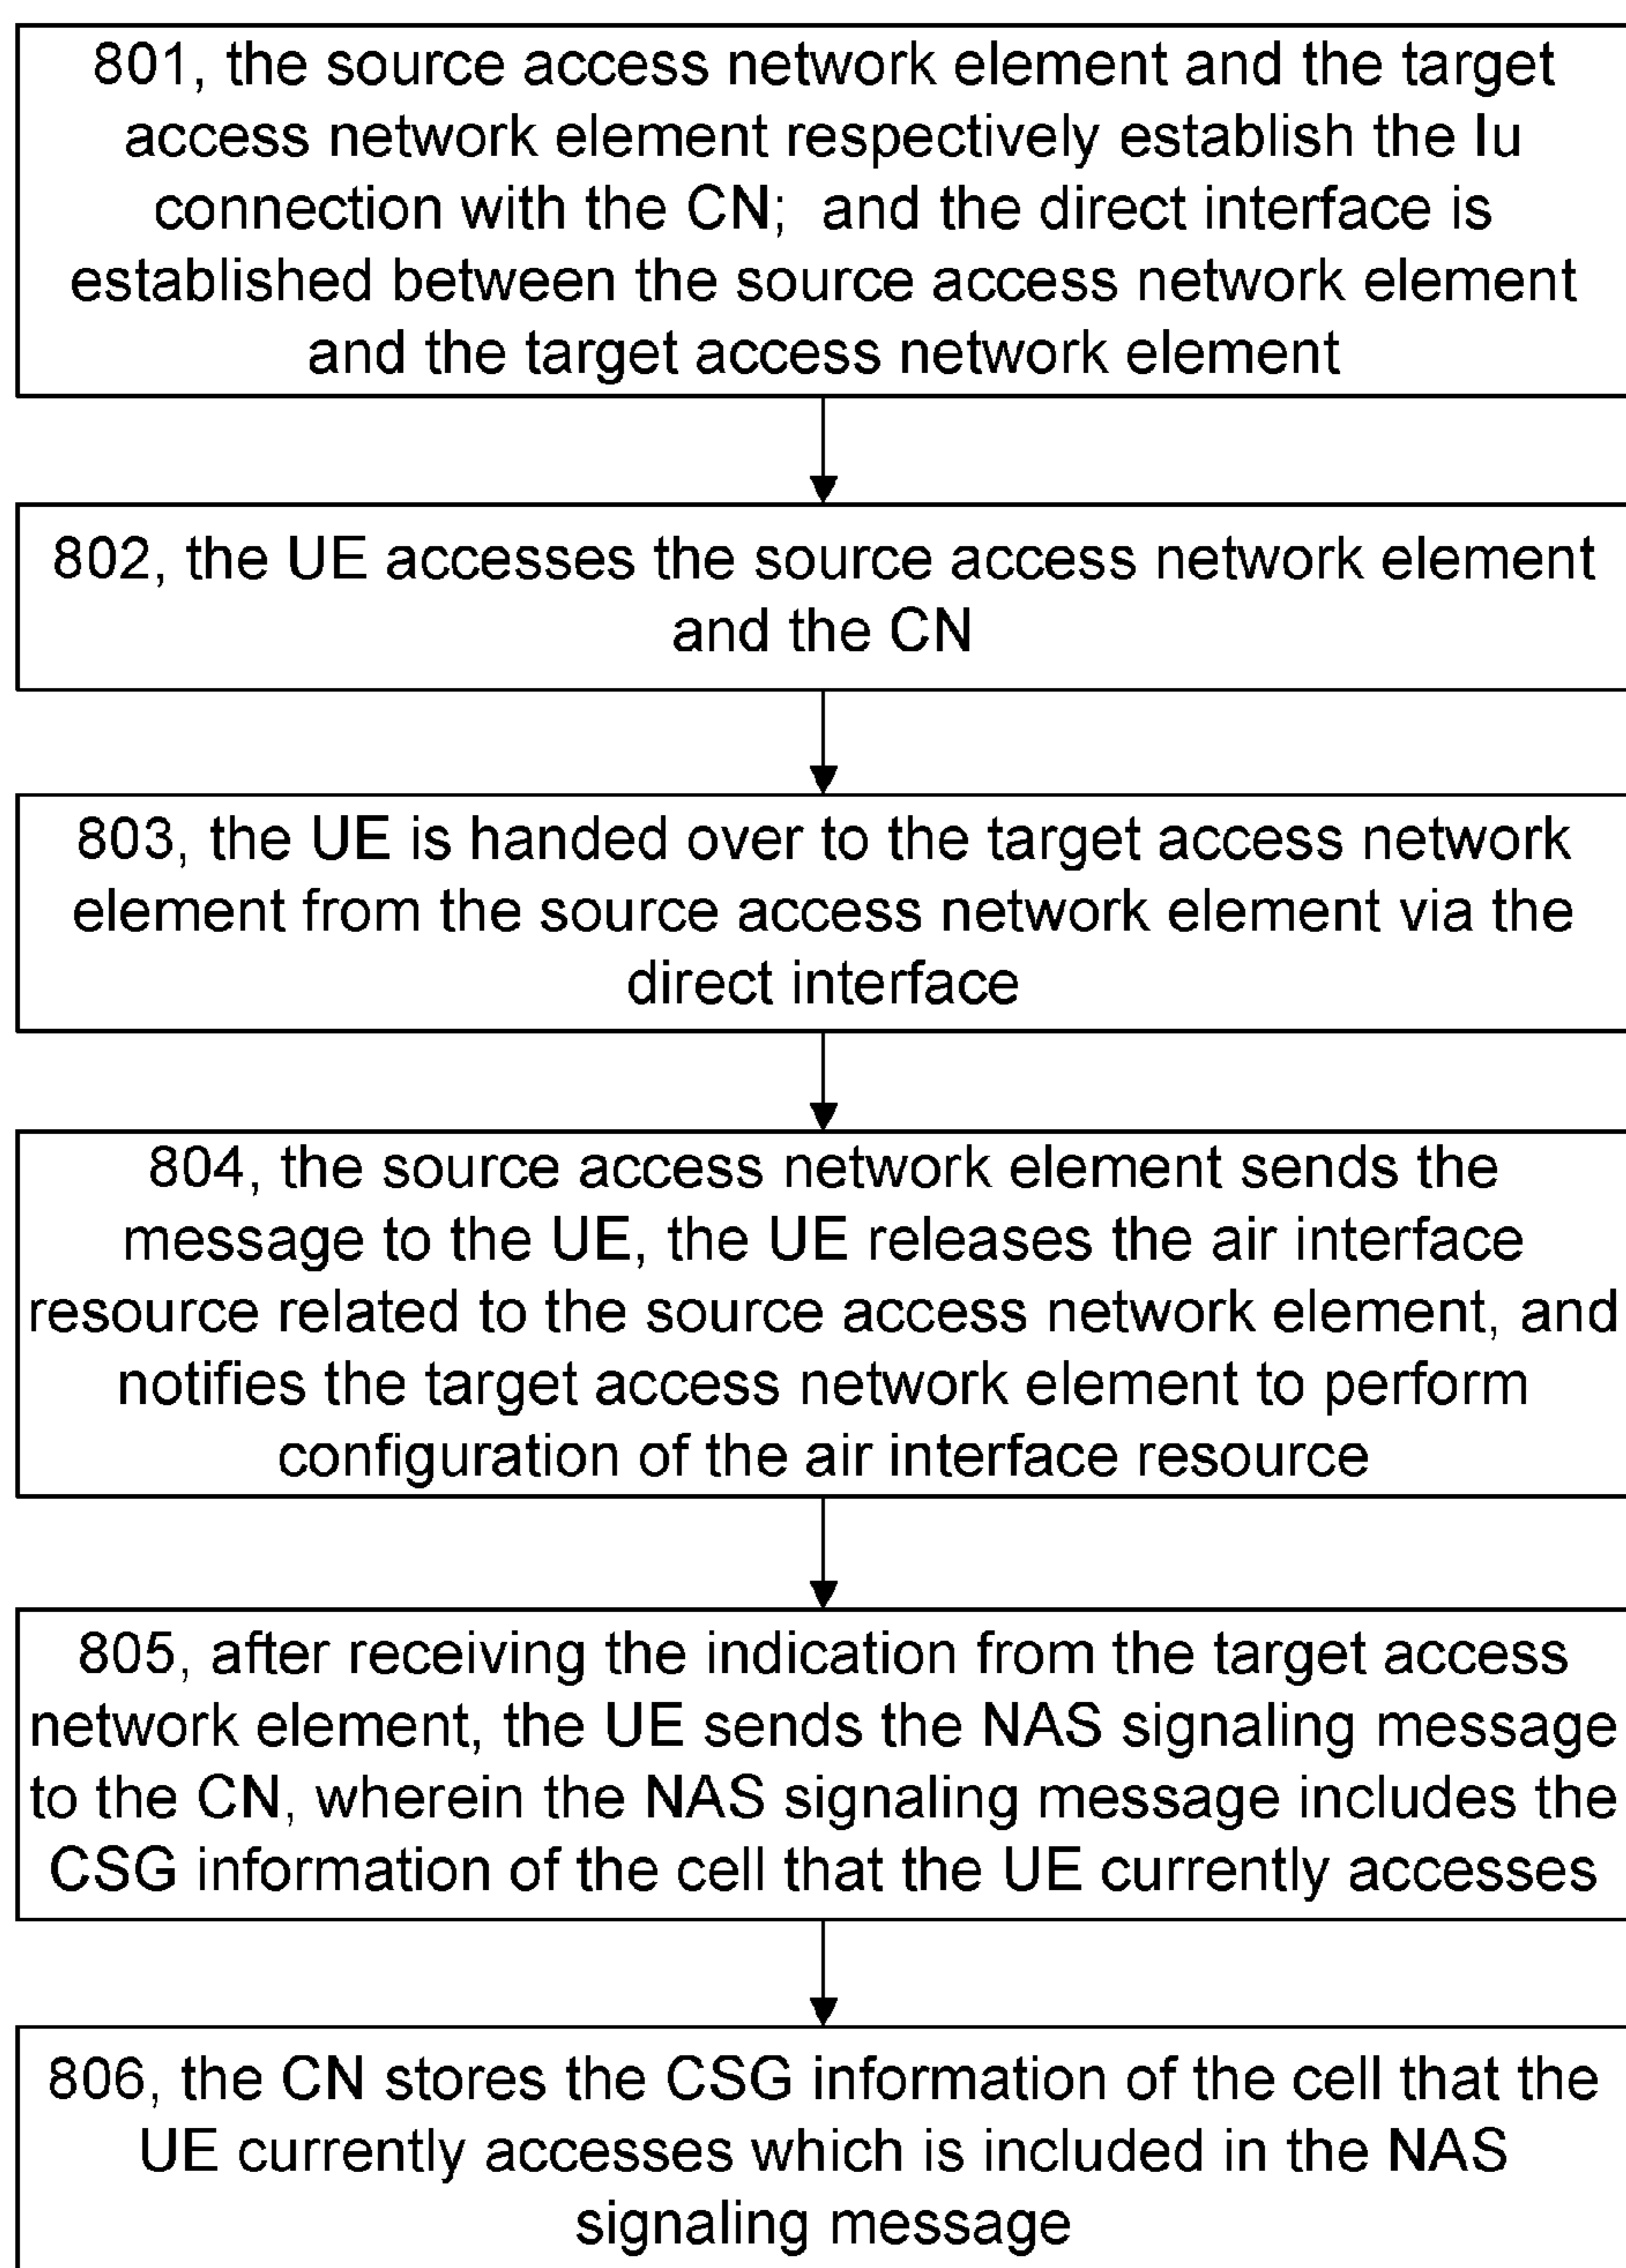 801, the source access network element and the target
access network element respectively establish the Iu
connection with the CN; and the direct interface is
established between the source access network element
and the target access network element
802, the UE accesses the source access network element
and the CN
803, the UE is handed over to the target access network
element from the source access network element via the
direct interface
804, the source access network element sends the
message to the UE, the UE releases the air interface
resource related to the source access network element, and
notifies the target access network element to perform
configuration of the air interface resource
805, after receiving the indication from the target access
network element, the UE sends the NAS signaling message
to the CN, wherein the NAS signaling message includes the
CSG information of the cell that the UE currently accesses
806, the CN stores the CSG information of the cell that the
UE currently accesses which is included in the NAS
signaling message